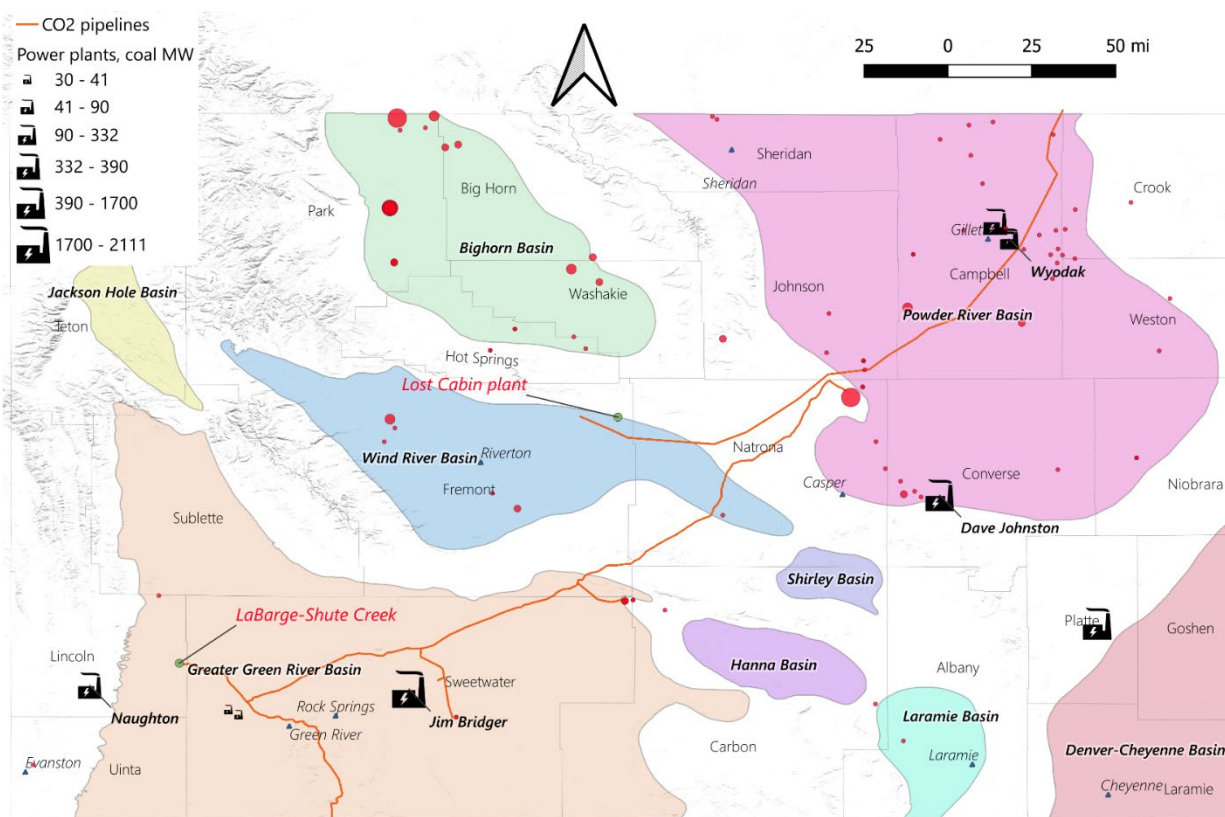 CO2 pipelines
Power plants, coal MW
30 - 41
41 - 90
90 - 332
332 - 390
390 - 1700
1700 - 2111
25 0 25 50 mi
Sheridan
Sheridan
Big Horn
Park
Crook
Bighorn Basin
Wyodak
Campbell
Jackson Hole Basin
Teton
Washakie
Johnson
Powder River Basin
Weston
Hot Springs
Lost Cabin plant
Natrona
Wind River Basin
Riverton
Fremont
Casper
Converse
Niobrara
Sublette
Dave Johnston
Shirley Basin
LaBarge-Shute Creek
Platte
Goshen
Lincoln
Greater Green River Basin
Hanna Basin
Albany
Sweetwater
Naughton
Rock Springs
Green River
Jim Bridger
Laramie Basin
Carbon
Denver-Cheyenne Basin
Evanston
Uinta
Laramie
Cheyenne
Laramie